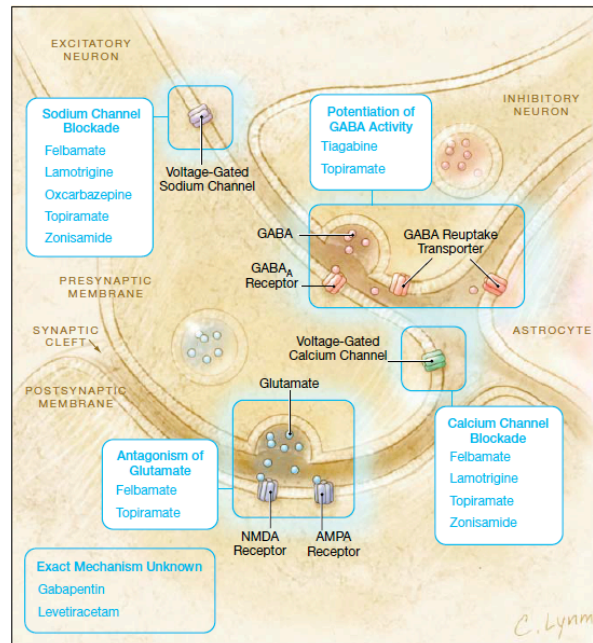 EXCITATORY
NEURON
Sodium Channel
Blockade
Felbamate
Lamotrigine
Oxcarbazepine
Topiramate
Zonisamide
Voltage-Gated
Sodium Channel
Potentiation of
GABA Activity
Tiagabine
Topiramate
INHIBITORY
NEURON
GABA
GABAA
Receptor
GABA Reuptake
Transporter
PRESYNAPTIC
MEMBRANE
SYNAPTIC
CLEFT
POSTSYNAPTIC
MEMBRANE
ASTROCYTE
Voltage-Gated
Calcium Channel
Glutamate
Calcium Channel
Blockade
Felbamate
Lamotrigine
Topiramate
Zonisamide
Antagonism of
Glutamate
Felbamate
Topiramate
NMDA
Receptor
AMPA
Receptor
Exact Mechanism Unknown
Gabapentin
Levetiracetam
C. Lynm